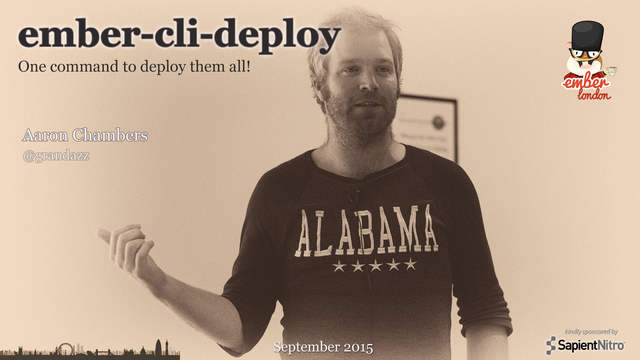 ember-cli-deploy
One command to deploy them all!
ember
london
Aaron Chambers
@grandazz
ALABAMA
kindly sponsored by
SapientNitro
September 2015